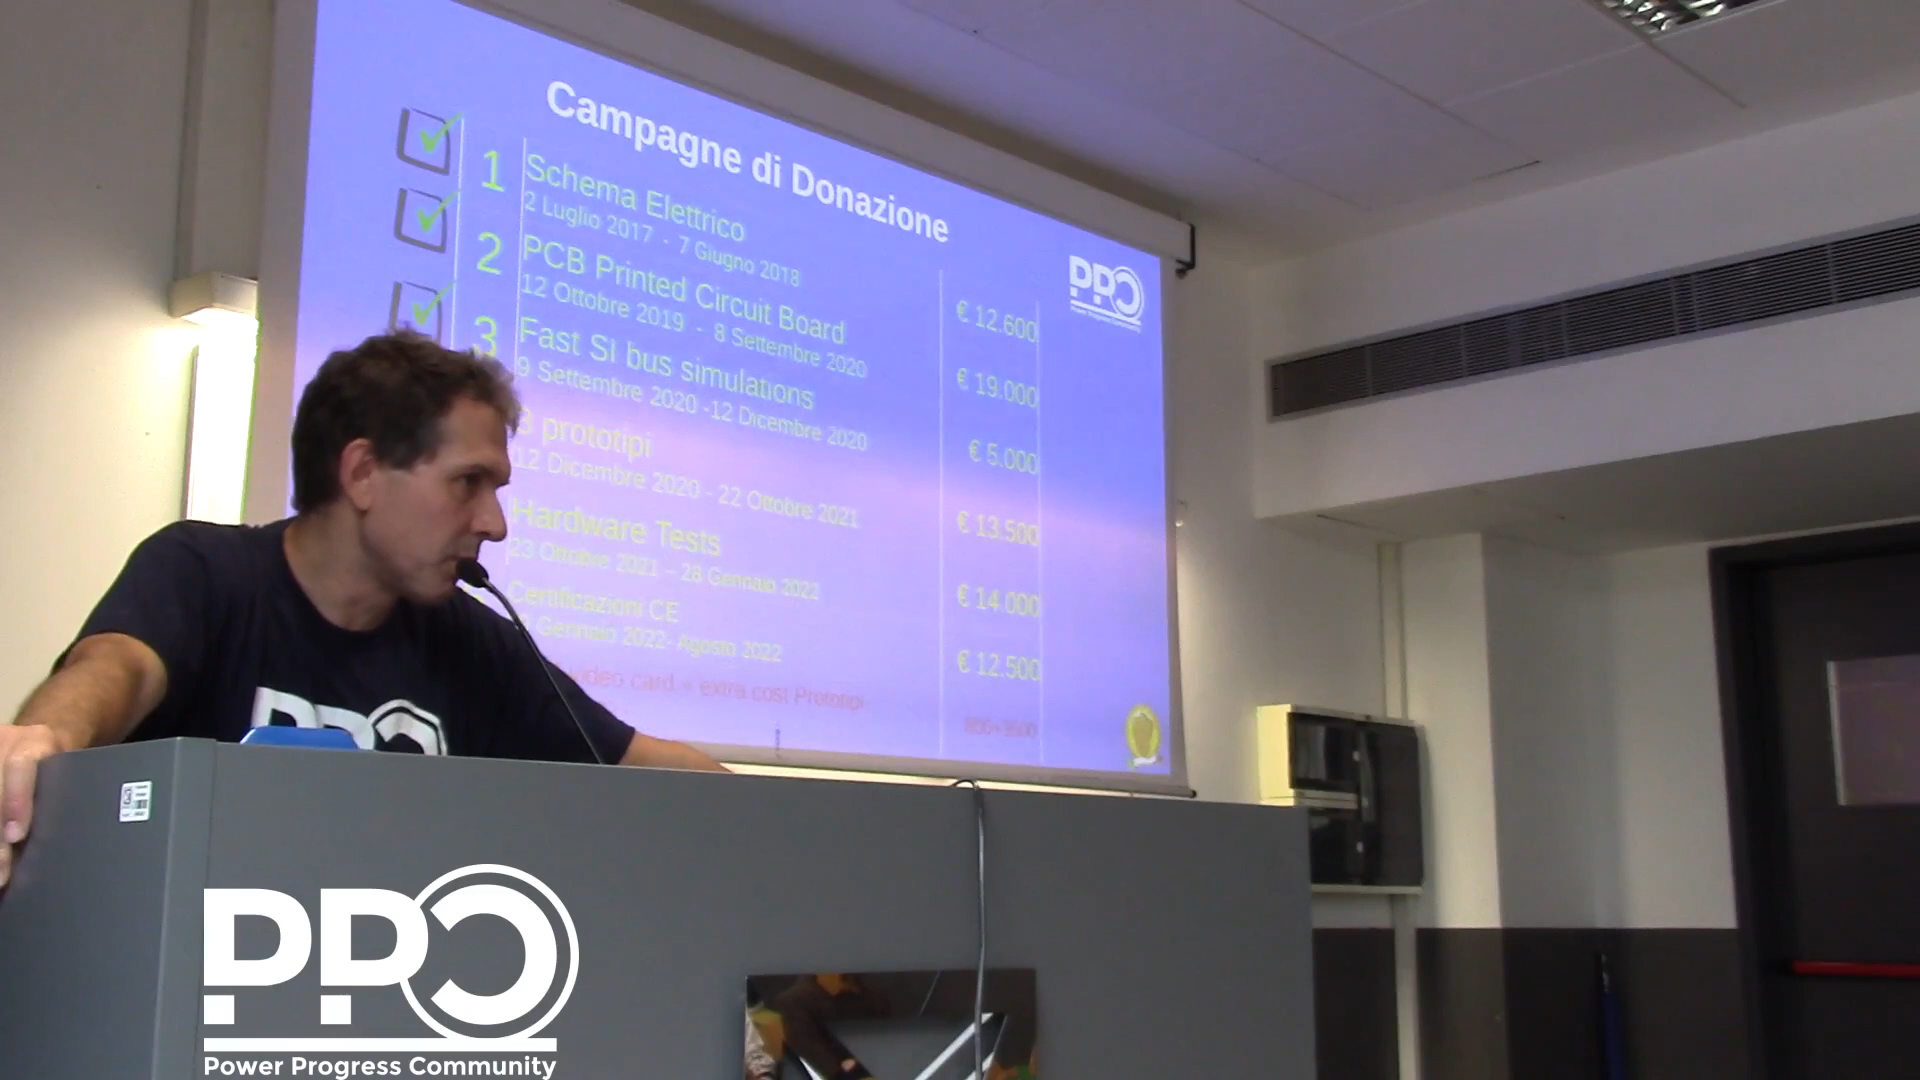 Campagne di Donazione
1
Schema Elettrico
2 Luglio 2017 - 7 Giugno 2018
€ 12.600
2
PCB Printed Circuit Board
12 Ottobre 2019 - 8 Settembre 2020
€ 19.000
3
Fast SI bus simulations
9 Settembre 2020 -12 Dicembre 2020
€ 5.000
3 prototipi
12 Dicembre 2020 - 22 Ottobre 2021
€ 13.500
Hardware Tests
23 Ottobre 2021 – 28 Gennaio 2022
€ 14.000
Certificazioni CE
Gennaio 2022- Agosto 2022
€ 12.500
video card + extra cost Prototipi
PPC
Power Progress Community
PPC
PPC
Power Progress Community